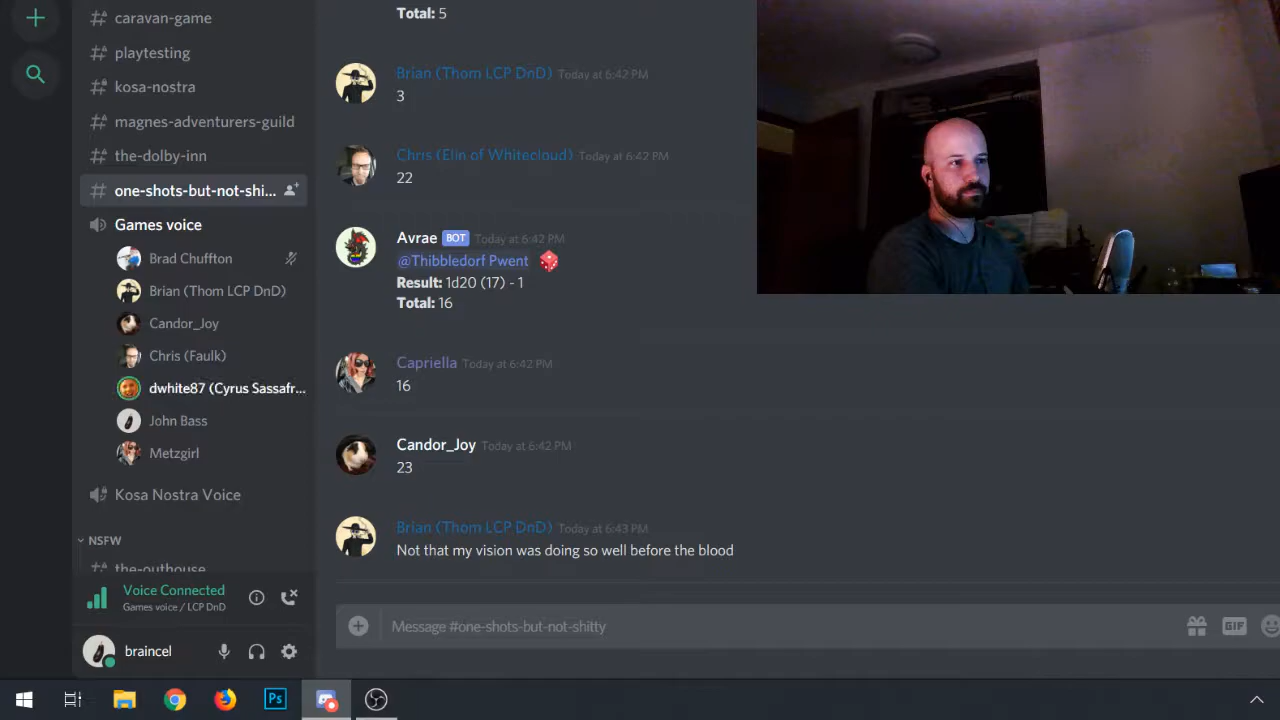 caravan-game
playtesting
kosa-nostra
magnes-adventurers-guild
the-dolby-inn
one-shots-but-not-shi...
Games voice
Brad Chuffton
Brian (Thom LCP DnD)
Candor_Joy
Chris (Faulk)
dwhite87 (Cyrus Sassafr...
John Bass
Metzgirl
Kosa Nostra Voice
NSFW
the-outhouse
Voice Connected
Games voice / LCP DnD
braincel
Total: 5
Brian (Thom LCP DnD) Today at 6:42 PM
3
Chris (Elin of Whitecloud) Today at 6:42 PM
22
Avrae BOT Today at 6:42 PM
@Thibbledorf Pwent
Result: 1d20 (17) - 1
Total: 16
Capriella Today at 6:42 PM
16
Candor_Joy Today at 6:42 PM
23
Brian (Thom LCP DnD) Today at 6:43 PM
Not that my vision was doing so well before the blood
Message #one-shots-but-not-shitty
GIF
Ps